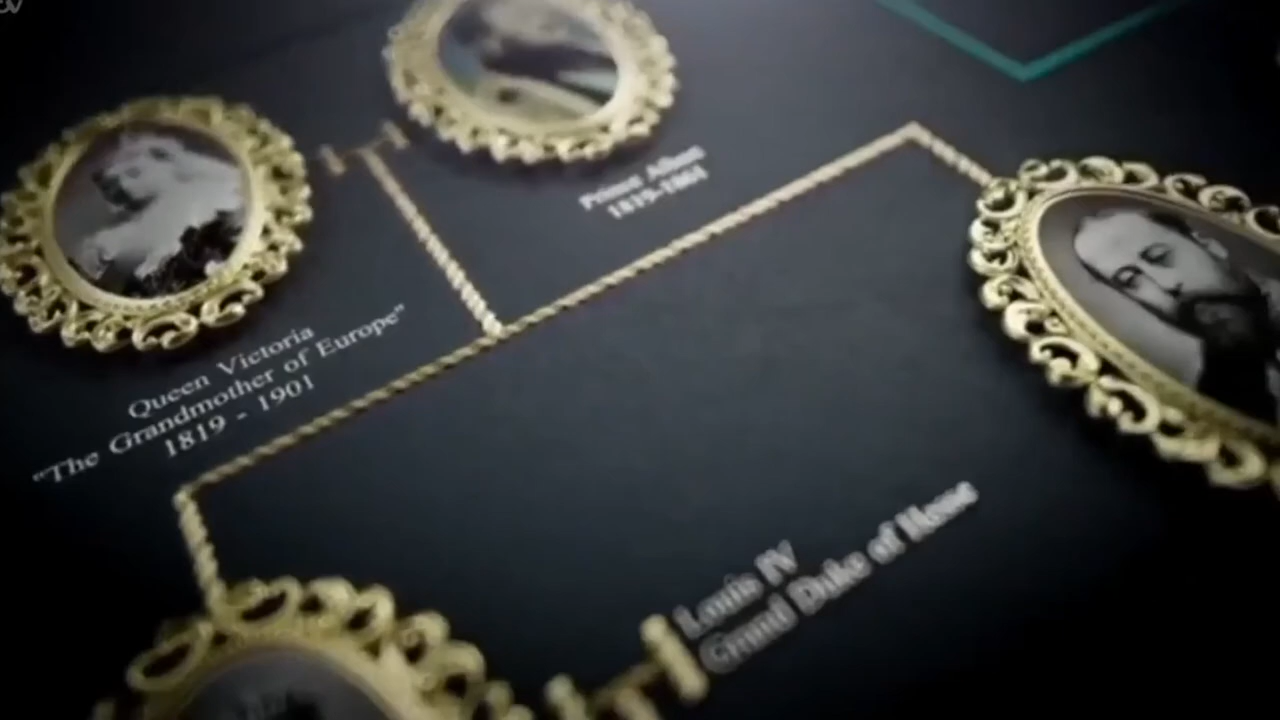 Queen Victoria
"The Grandmother of Europe"
1819 - 1901
Prince Albert
1819-1861
Louis IV
Grand Duke of Hesse